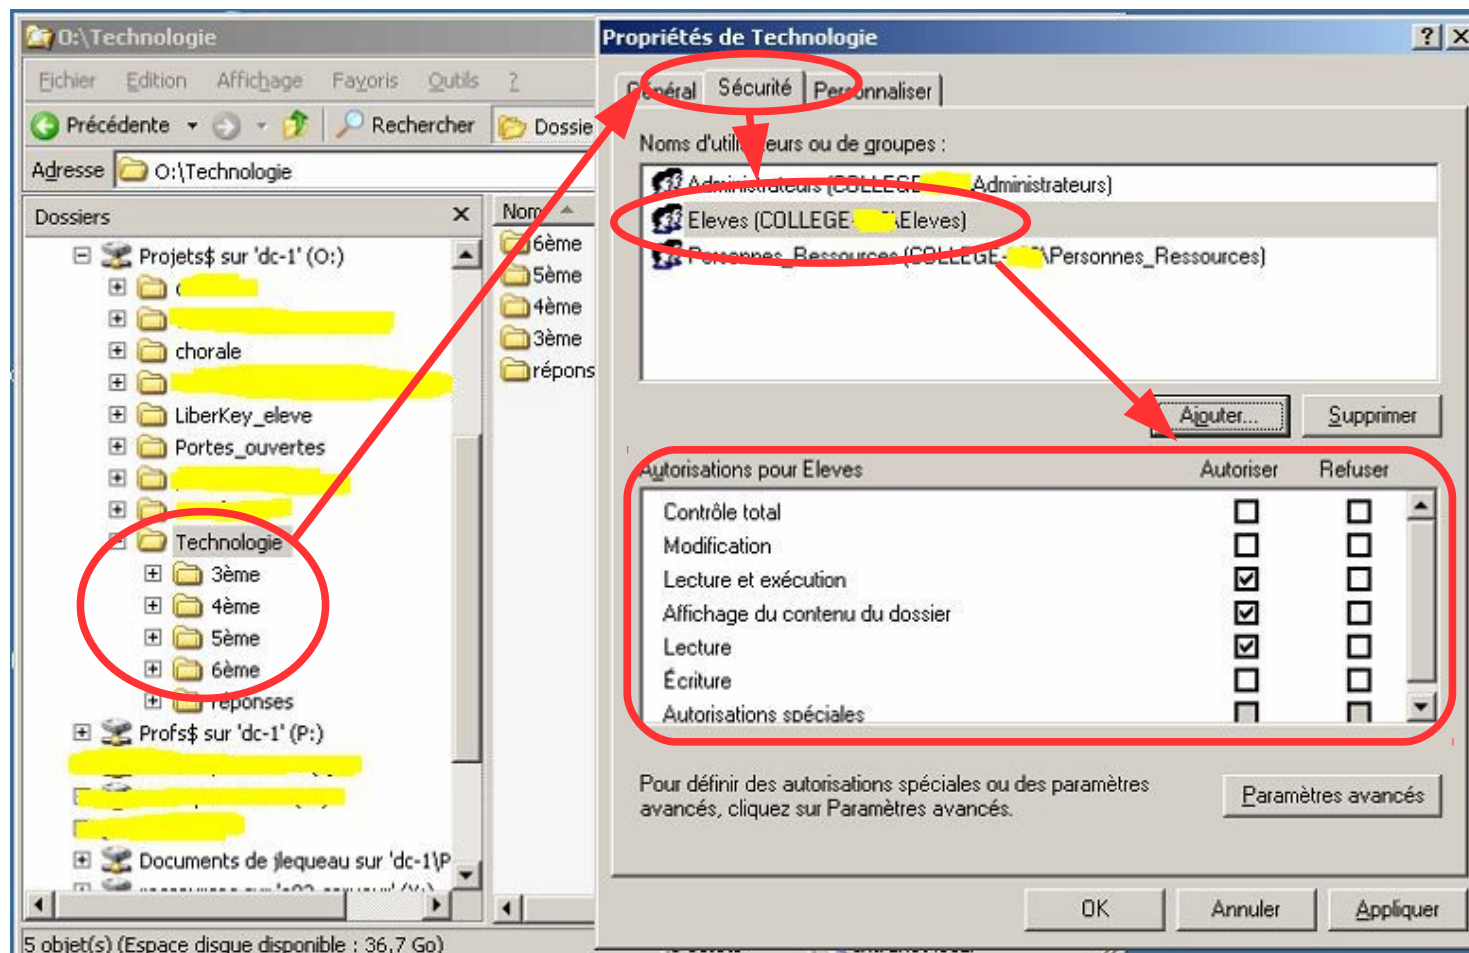 O:\Technologie
Fichier Edition Affichage Favoris Outils ?
Précédente Rechercher Dossie
Adresse O:\Technologie
Dossiers
Projets$ sur 'dc-1' (O:)
chorale
LiberKey_eleve
Portes_ouvertes
Technologie
3ème
4ème
5ème
6ème
réponses
Profs$ sur 'dc-1' (P:)
Documents de jlequeau sur 'dc-1\P
5 objet(s) (Espace disque disponible : 36,7 Go)
Nom
6ème
5ème
4ème
3ème
répons
Propriétés de Technologie
Général Sécurité Personnaliser
Noms d'utilisateurs ou de groupes :
Administrateurs (COLLEGE Administrateurs)
Eleves (COLLEGE- \Eleves)
Personnes_Ressources (COLLEGE- \Personnes_Ressources)
Ajouter... Supprimer
Autorisations pour Eleves Autoriser Refuser
Contrôle total
Modification
Lecture et exécution
Affichage du contenu du dossier
Lecture
Écriture
Autorisations spéciales
Pour définir des autorisations spéciales ou des paramètres
avancés, cliquez sur Paramètres avancés.
Paramètres avancés
OK Annuler Appliquer